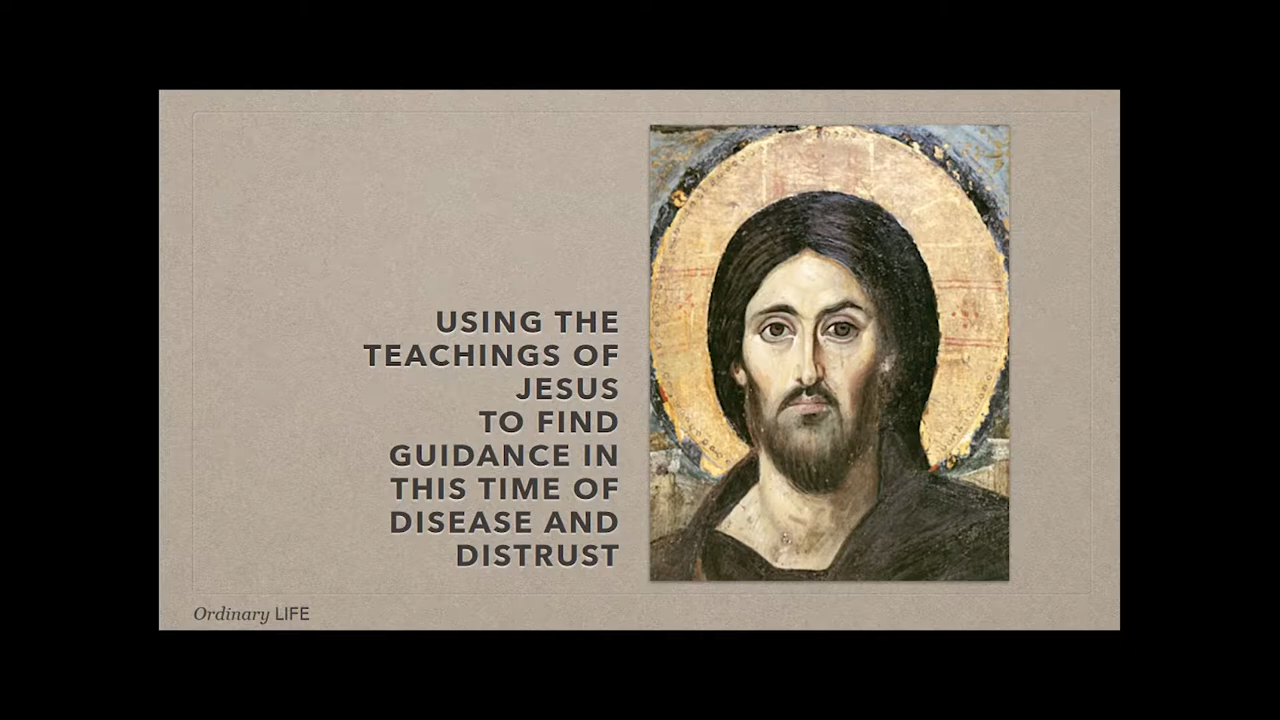 USING THE
TEACHINGS OF
JESUS
TO FIND
GUIDANCE IN
THIS TIME OF
DISEASE AND
DISTRUST
Ordinary LIFE